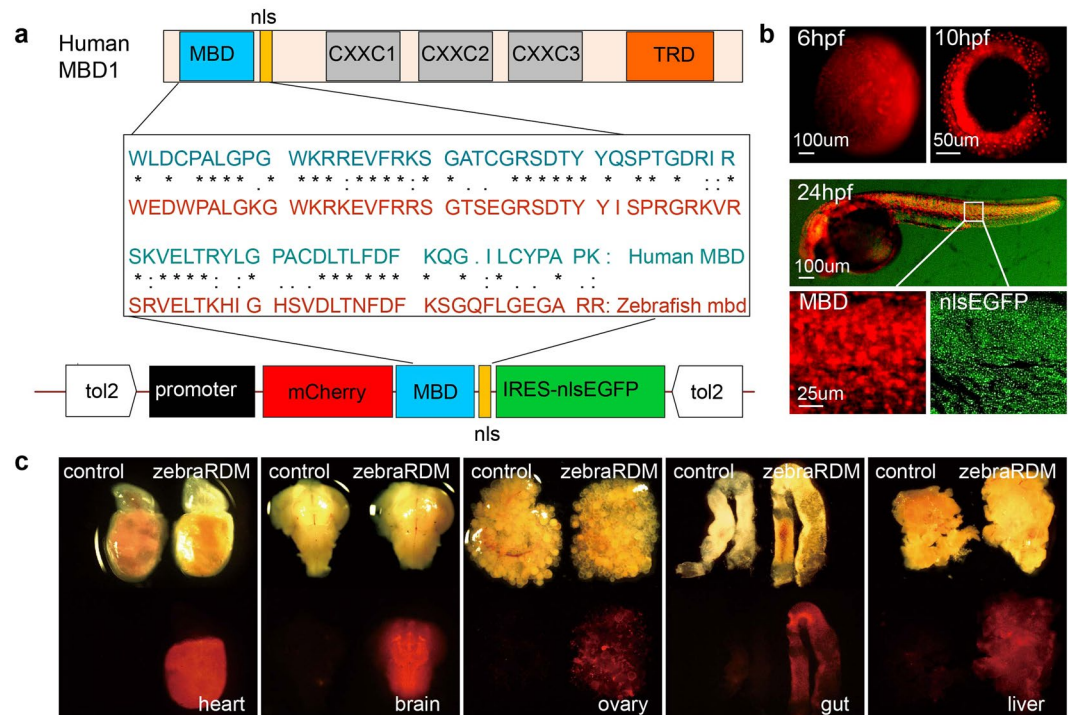 a
nls
Human
MBD1
MBD
CXXC1
CXXC2
CXXC3
TRD
WLDCPALGPG WKRREVFRKS GATCGRSDTY YQSPTGDRI R
* * * * * * * * * * : * * * * : * . . * * * * * * * * * * : : *
WEDWPALGKG WKRKEVFRRS GTSEGRSDTY Y I SPRGRKVR
SKVELTRYLG PACDLTLFDF KQG . I LCYPA PK : Human MBD
SRVELTKHI G HSVDLTNFDF KSGQFLGEGA RR: Zebrafish mbd
tol2
promoter
mCherry
MBD
IRES-nlsEGFP
tol2
nls
b
6hpf
100um
10hpf
50um
24hpf
100um
MBD
25um
nlsEGFP
c
control zebraRDM
heart
control zebraRDM
brain
control zebraRDM
ovary
control zebraRDM
gut
control zebraRDM
liver